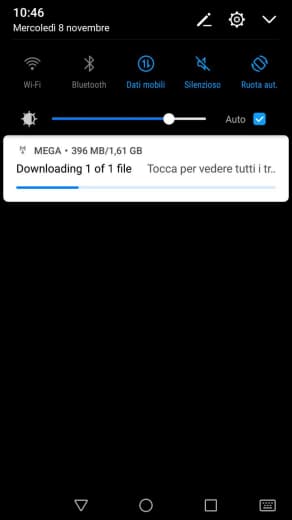 10:46
Mercoledì 8 novembre
Wi-Fi
Bluetooth
Dati mobili
Silenzioso
Ruota aut.
Auto
MEGA • 396 MB/1,61 GB
Downloading 1 of 1 file Tocca per vedere tutti i tr..